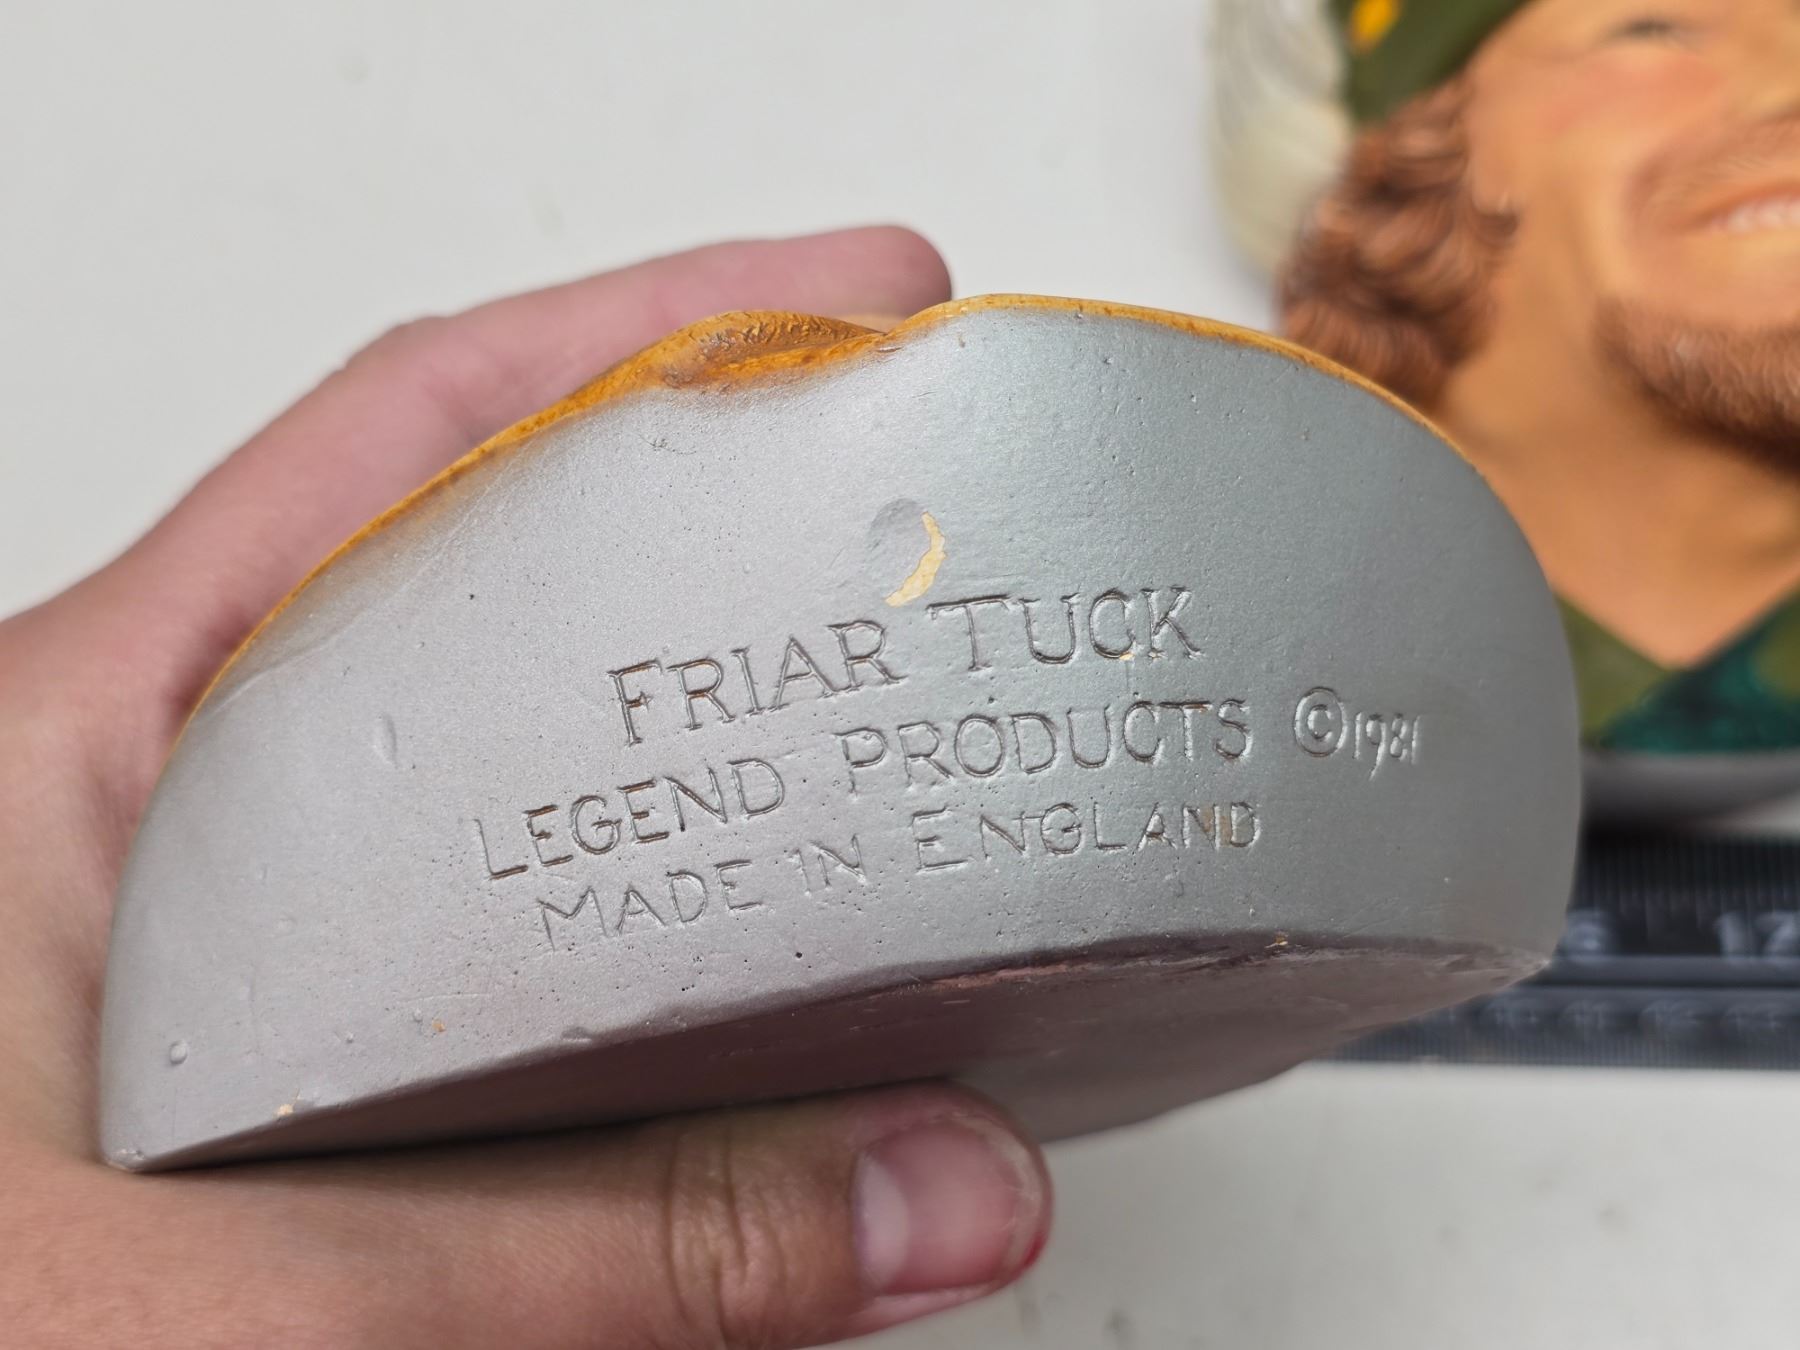 FRIAR TUCK
LEGEND PRODUCTS ©1981
MADE IN ENGLAND